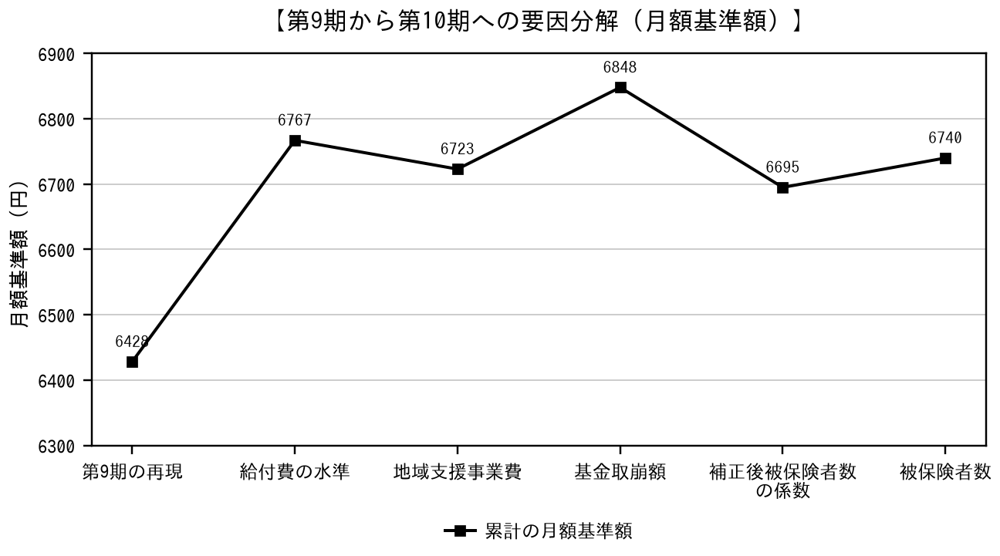 【第9期から第10期への要因分解（月額基準額）】
月額基準額（円）
6900
6800
6700
6600
6500
6400
6300
6428
6767
6723
6848
6695
6740
第9期の再現
給付費の水準
地域支援事業費
基金取崩額
補正後被保険者数
の係数
被保険者数
累計の月額基準額